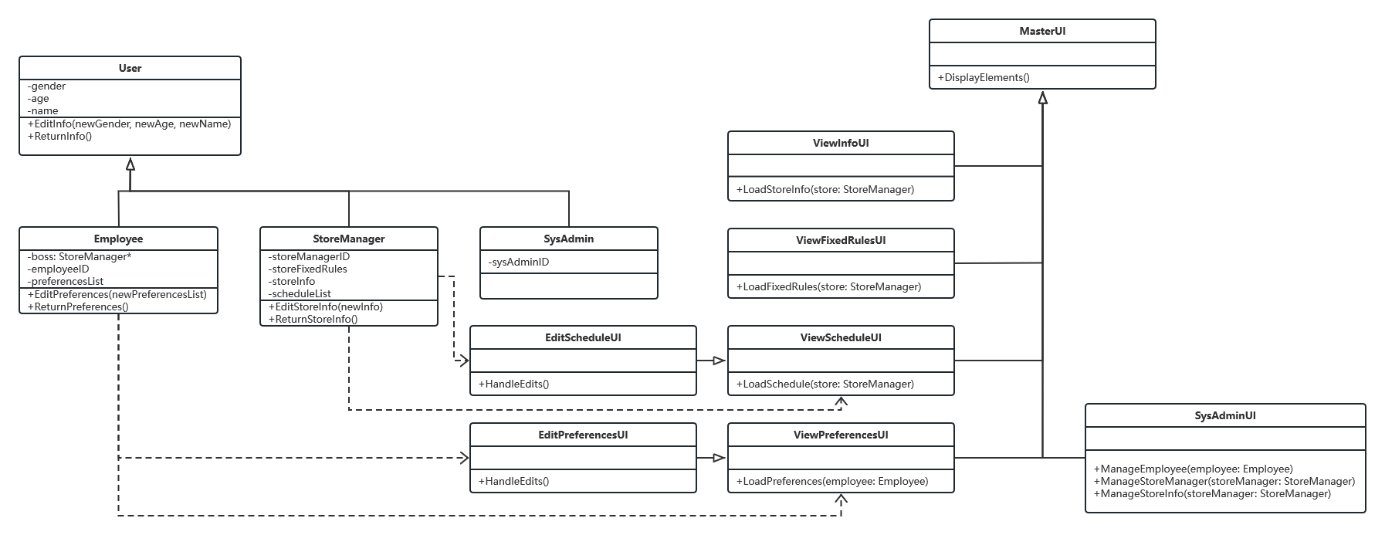 MasterUI
+DisplayElements()
User
-gender
-age
-name
+EditInfo(newGender, newAge, newName)
+ReturnInfo()
ViewInfoUI
+LoadStoreInfo(store: StoreManager)
Employee
-boss: StoreManager*
-employeeID
-preferencesList
+EditPreferences(newPreferencesList)
+ReturnPreferences()
StoreManager
-storeManagerID
-storeFixedRules
-storeInfo
-scheduleList
+EditStoreInfo(newInfo)
+ReturnStoreInfo()
SysAdmin
-sysAdminID
ViewFixedRulesUI
+LoadFixedRules(store: StoreManager)
EditScheduleUI
+HandleEdits()
ViewScheduleUI
+LoadSchedule(store: StoreManager)
EditPreferencesUI
+HandleEdits()
ViewPreferencesUI
+LoadPreferences(employee: Employee)
SysAdminUI
+ManageEmployee(employee: Employee)
+ManageStoreManager(storeManager: StoreManager)
+ManageStoreInfo(storeManager: StoreManager)